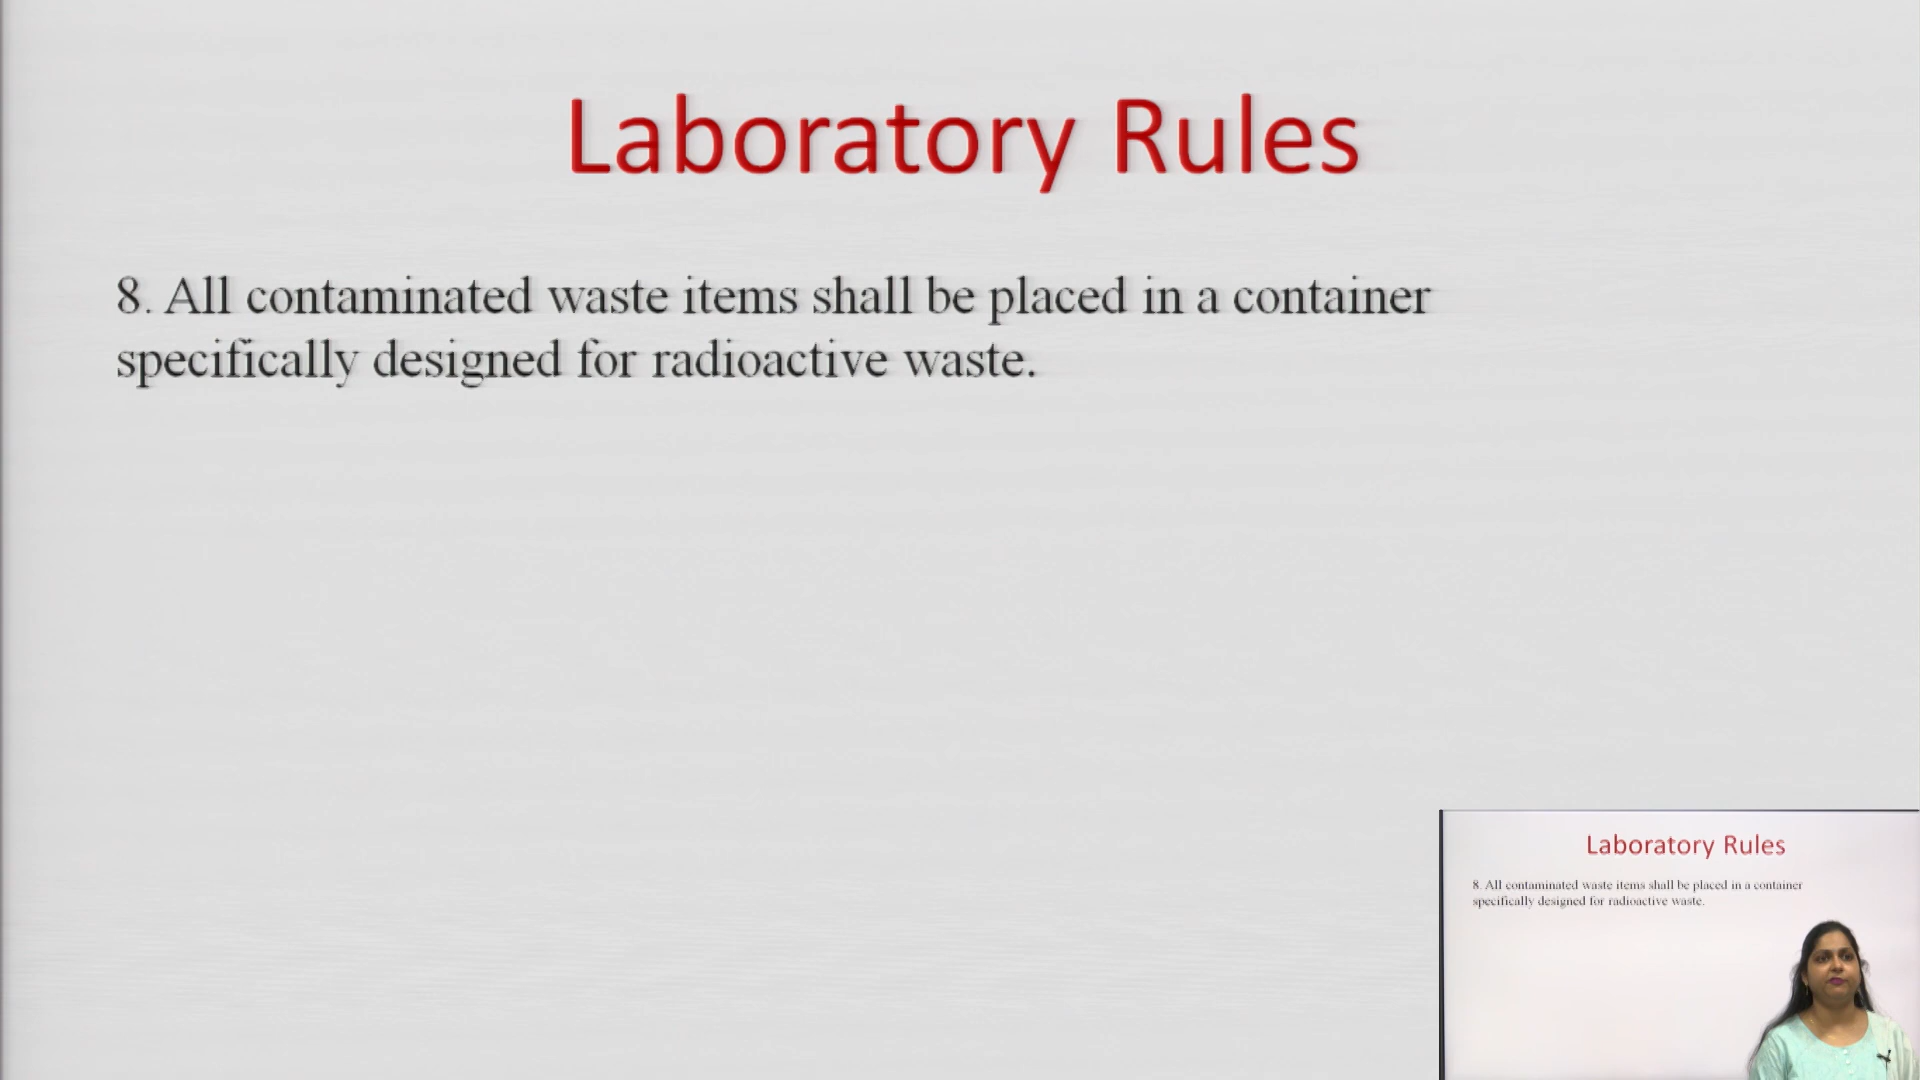 Laboratory Rules
8. All contaminated waste items shall be placed in a container
specifically designed for radioactive waste.
Laboratory Rules
8. All contaminated waste items shall be placed in a container
specifically designed for radioactive waste.